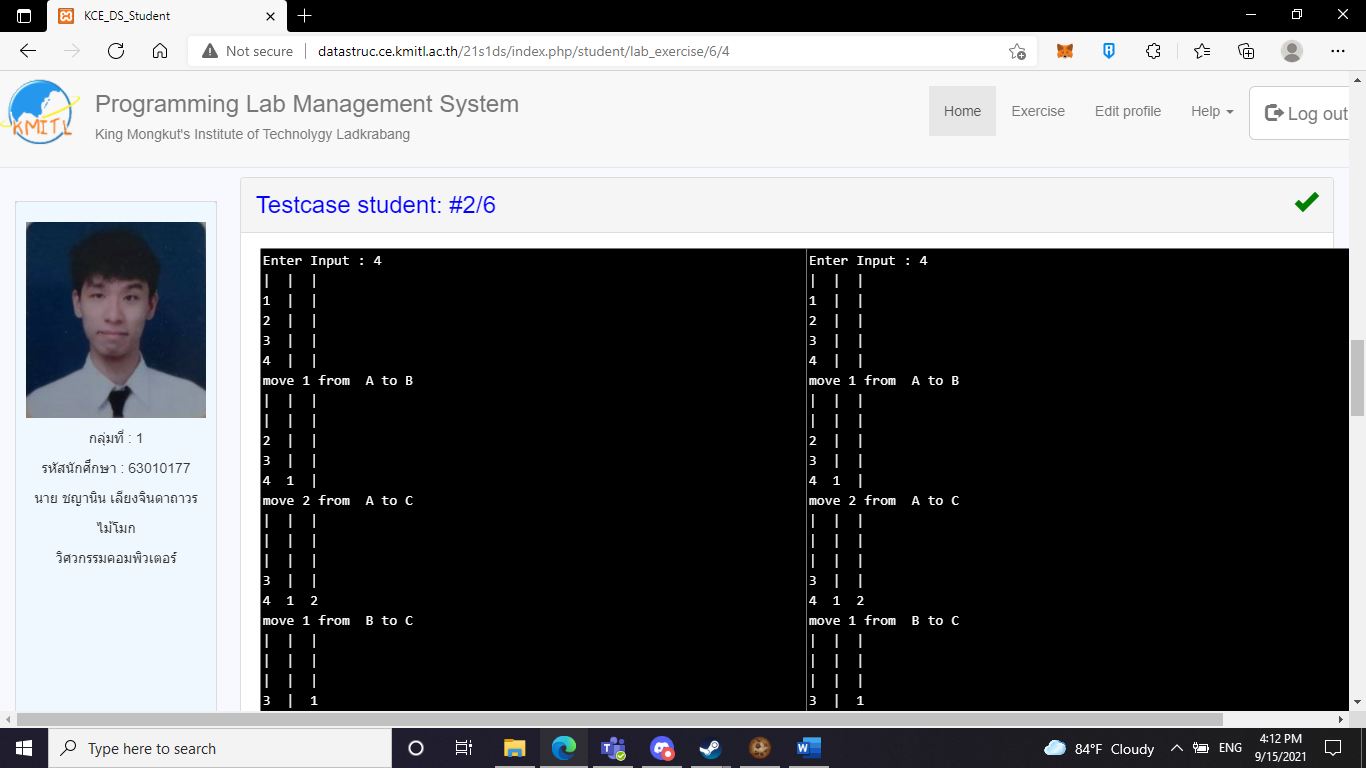 KCE_DS_Student
Not secure
datastruc.ce.kmitl.ac.th/21s1ds/index.php/student/lab_exercise/6/4
KMITL
Programming Lab Management System
King Mongkut's Institute of Technolygy Ladkrabang
Home
Exercise
Edit profile
Help
Log out
กลุ่มที่ : 1
รหัสนักศึกษา : 63010177
นาย ชญานิน เลียงจินดาถาวร
ไม้โมก
วิศวกรรมคอมพิวเตอร์
Testcase student: #2/6
Enter Input : 4
|  |  |
1  |  |
2  |  |
3  |  |
4  |  |
move 1 from  A to B
|  |  |
|  |  |
2  |  |
3  |  |
4  1  |
move 2 from  A to C
|  |  |
|  |  |
|  |  |
3  |  |
4  1  2
move 1 from  B to C
|  |  |
|  |  |
|  |  |
3  |  1
Enter Input : 4
|  |  |
1  |  |
2  |  |
3  |  |
4  |  |
move 1 from  A to B
|  |  |
|  |  |
2  |  |
3  |  |
4  1  |
move 2 from  A to C
|  |  |
|  |  |
|  |  |
3  |  |
4  1  2
move 1 from  B to C
|  |  |
|  |  |
|  |  |
3  |  1
Type here to search
84°F Cloudy
ENG
4:12 PM
9/15/2021